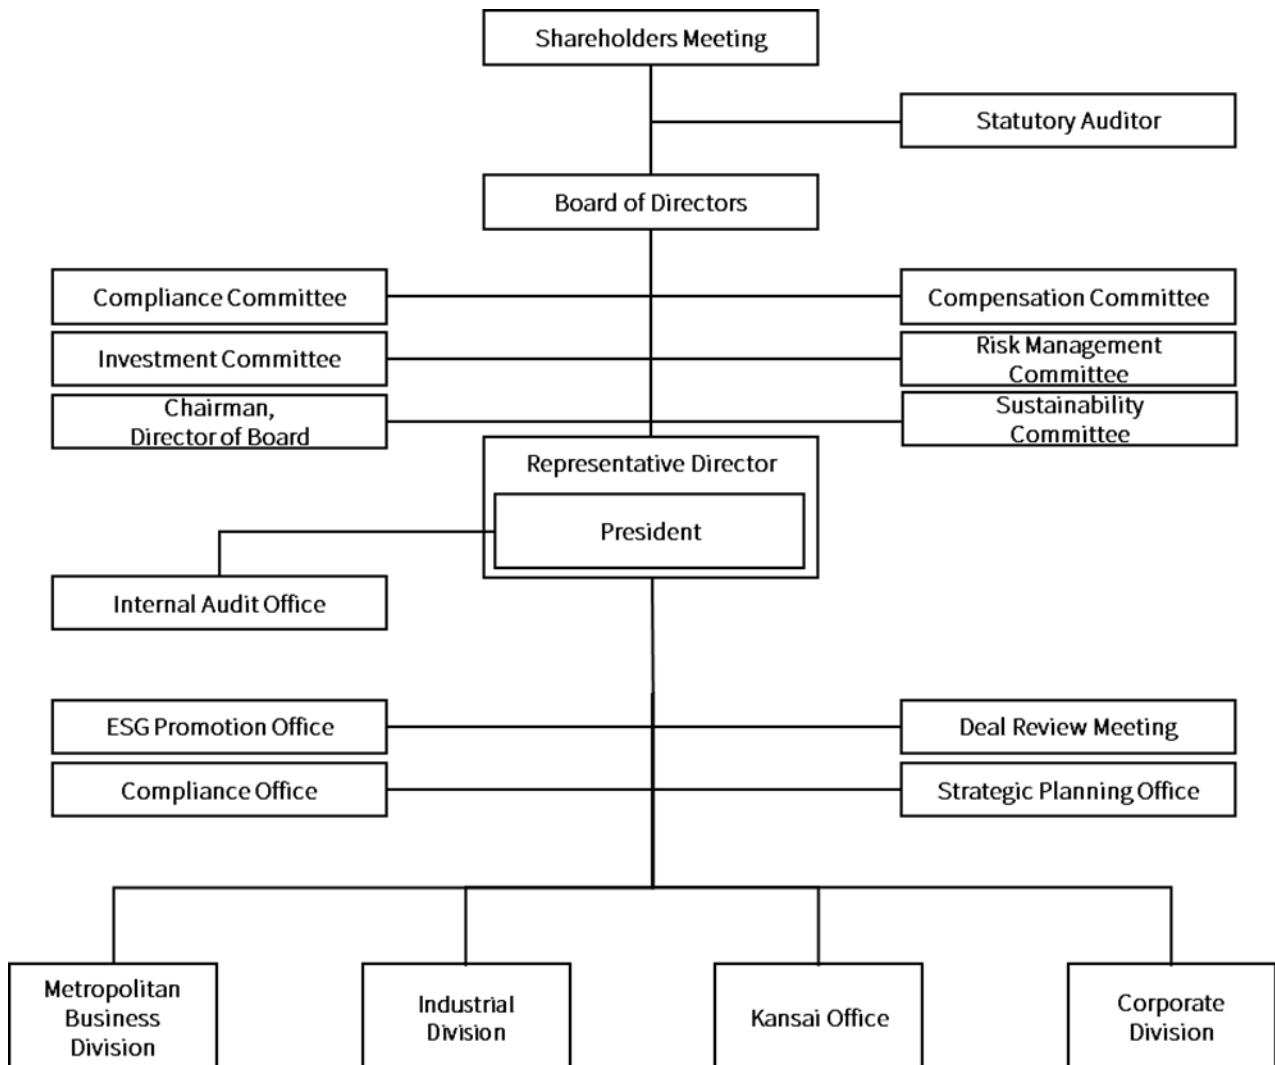 Shareholders Meeting
Statutory Auditor
Board of Directors
Compliance Committee
Compensation Committee
Investment Committee
Risk Management
Committee
Chairman,
Director of Board
Sustainability
Committee
Representative Director
President
Internal Audit Office
ESG Promotion Office
Deal Review Meeting
Compliance Office
Strategic Planning Office
Metropolitan
Business
Division
Industrial
Division
Kansai Office
Corporate
Division